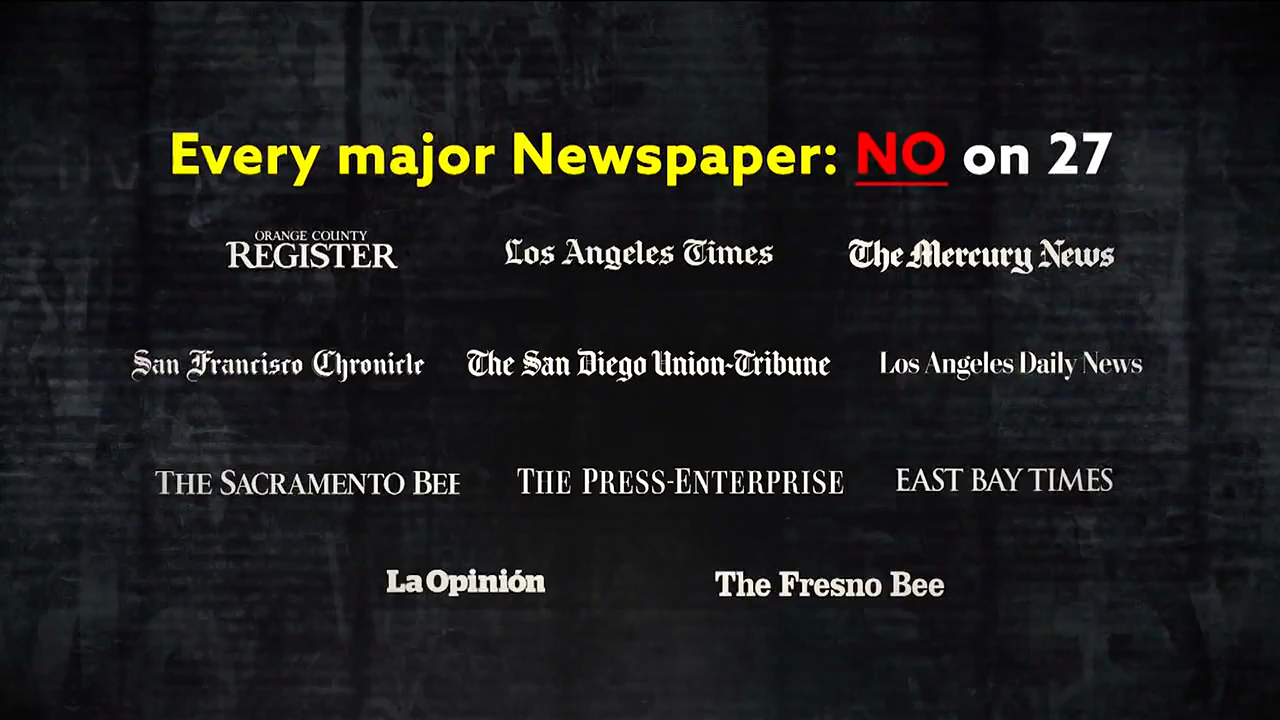 Every major Newspaper: NO on 27
ORANGE COUNTY
REGISTER
Los Angeles Times
The Mercury News
San Francisco Chronicle
The San Diego Union-Tribune
Los Angeles Daily News
THE SACRAMENTO BEE
THE PRESS-ENTERPRISE
EAST BAY TIMES
La Opinión
The Fresno Bee